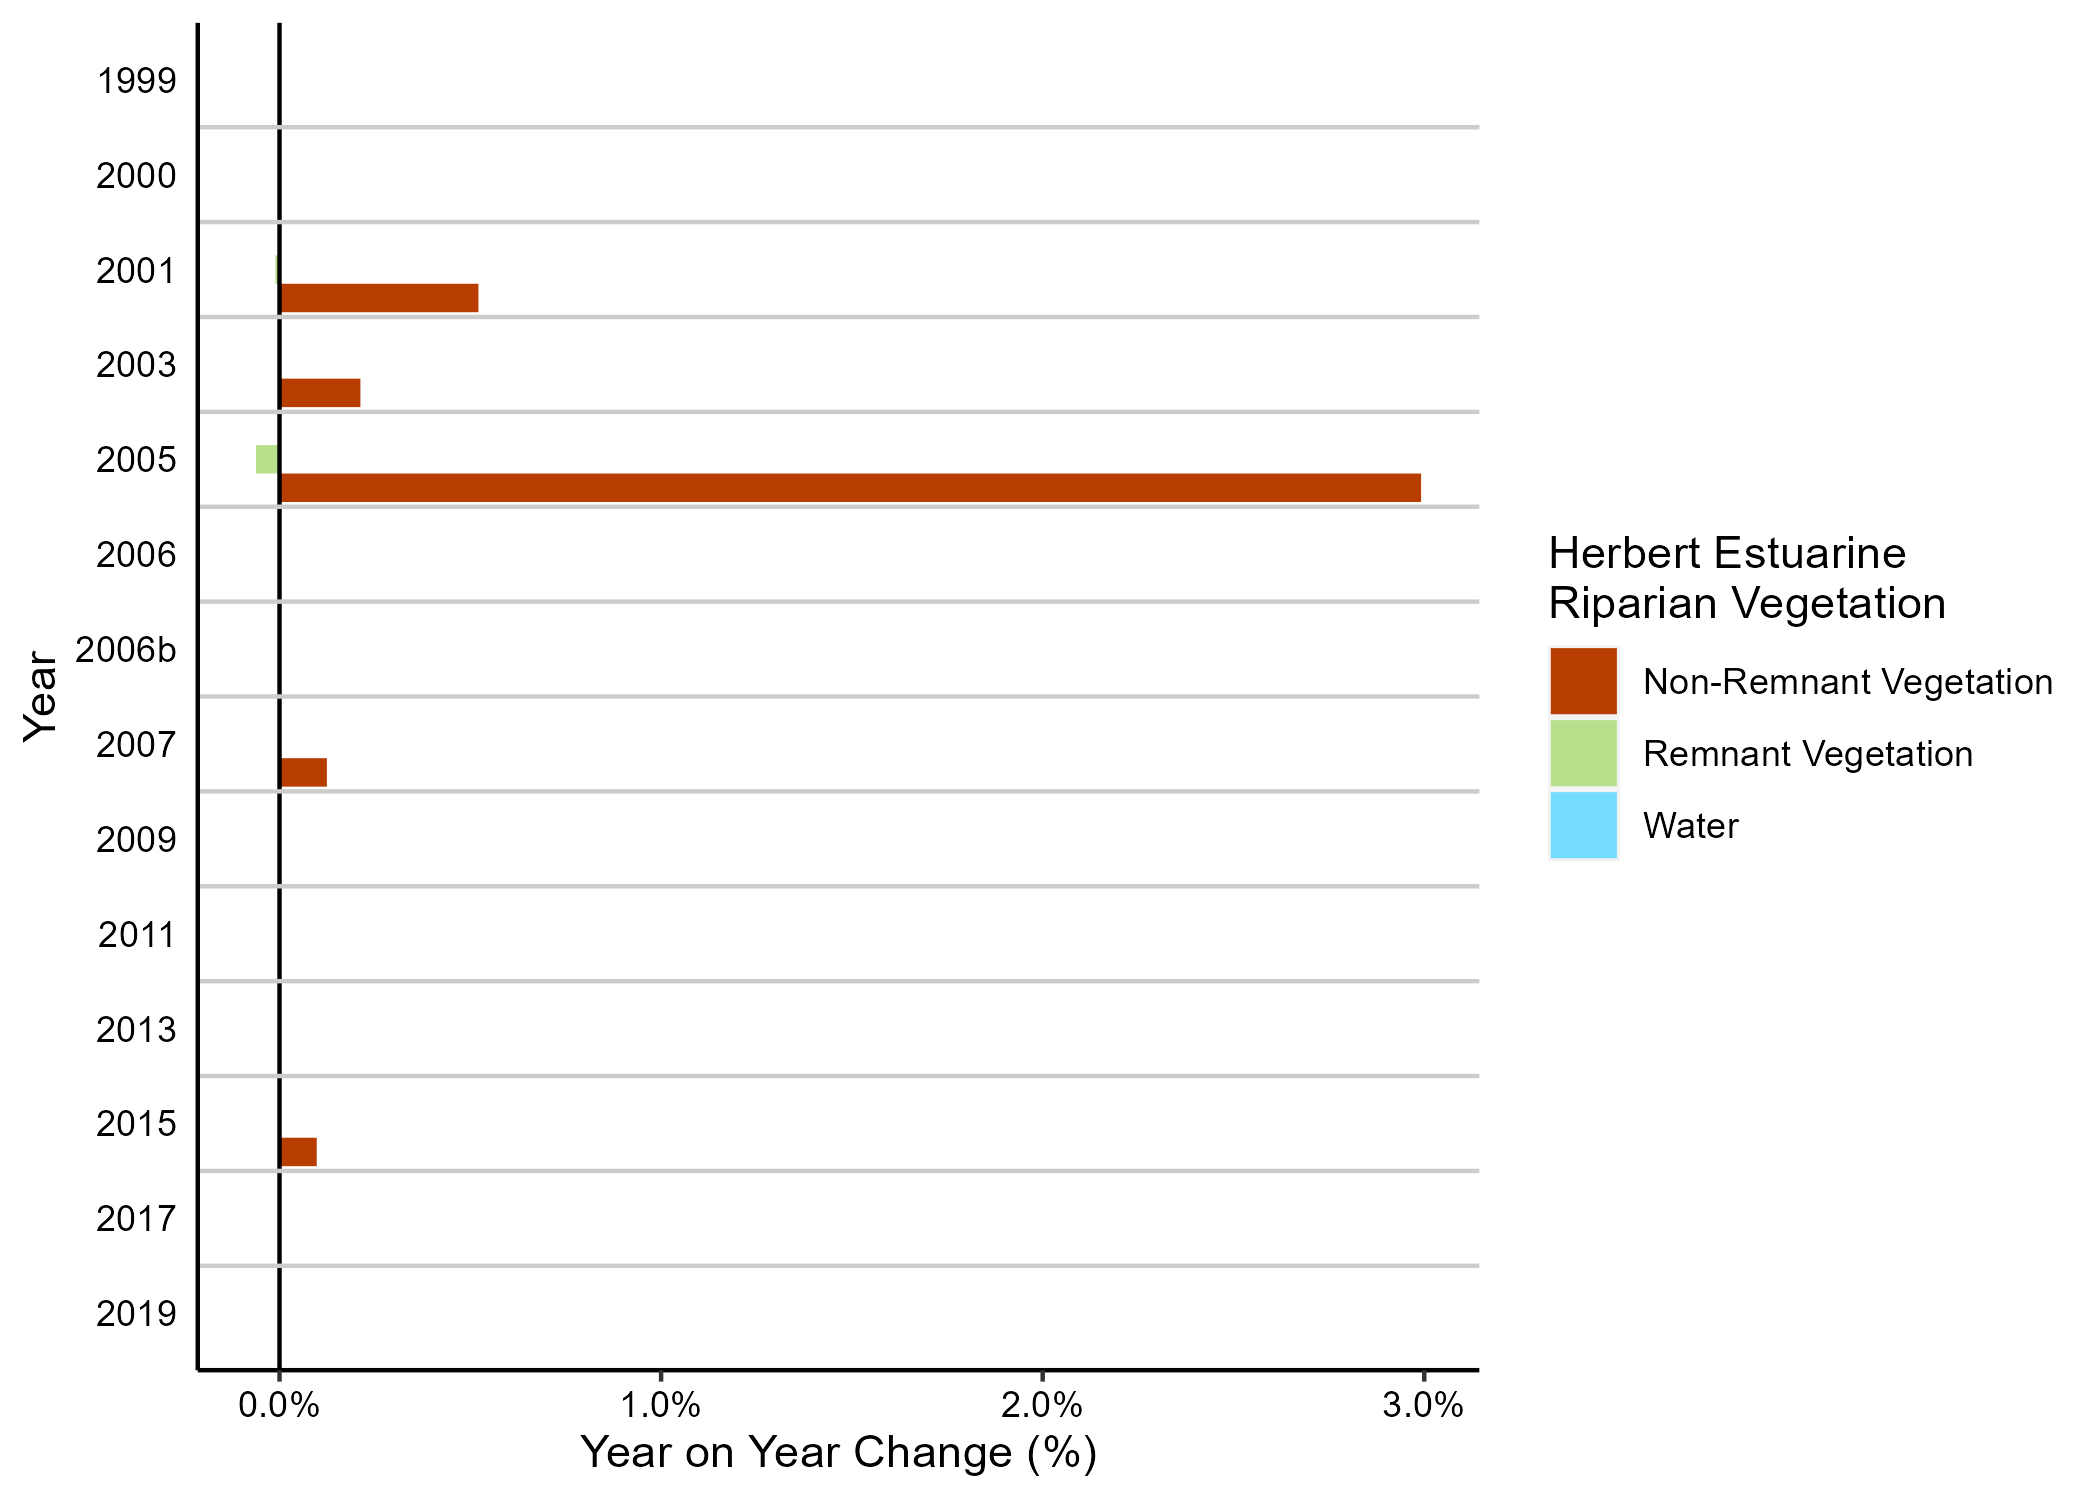 1999
2000
2001
2003
2005
2006
2006b
2007
2009
2011
2013
2015
2017
2019
Year
0.0%
1.0%
2.0%
3.0%
Year on Year Change (%)
Herbert Estuarine
Riparian Vegetation
Non-Remnant Vegetation
Remnant Vegetation
Water